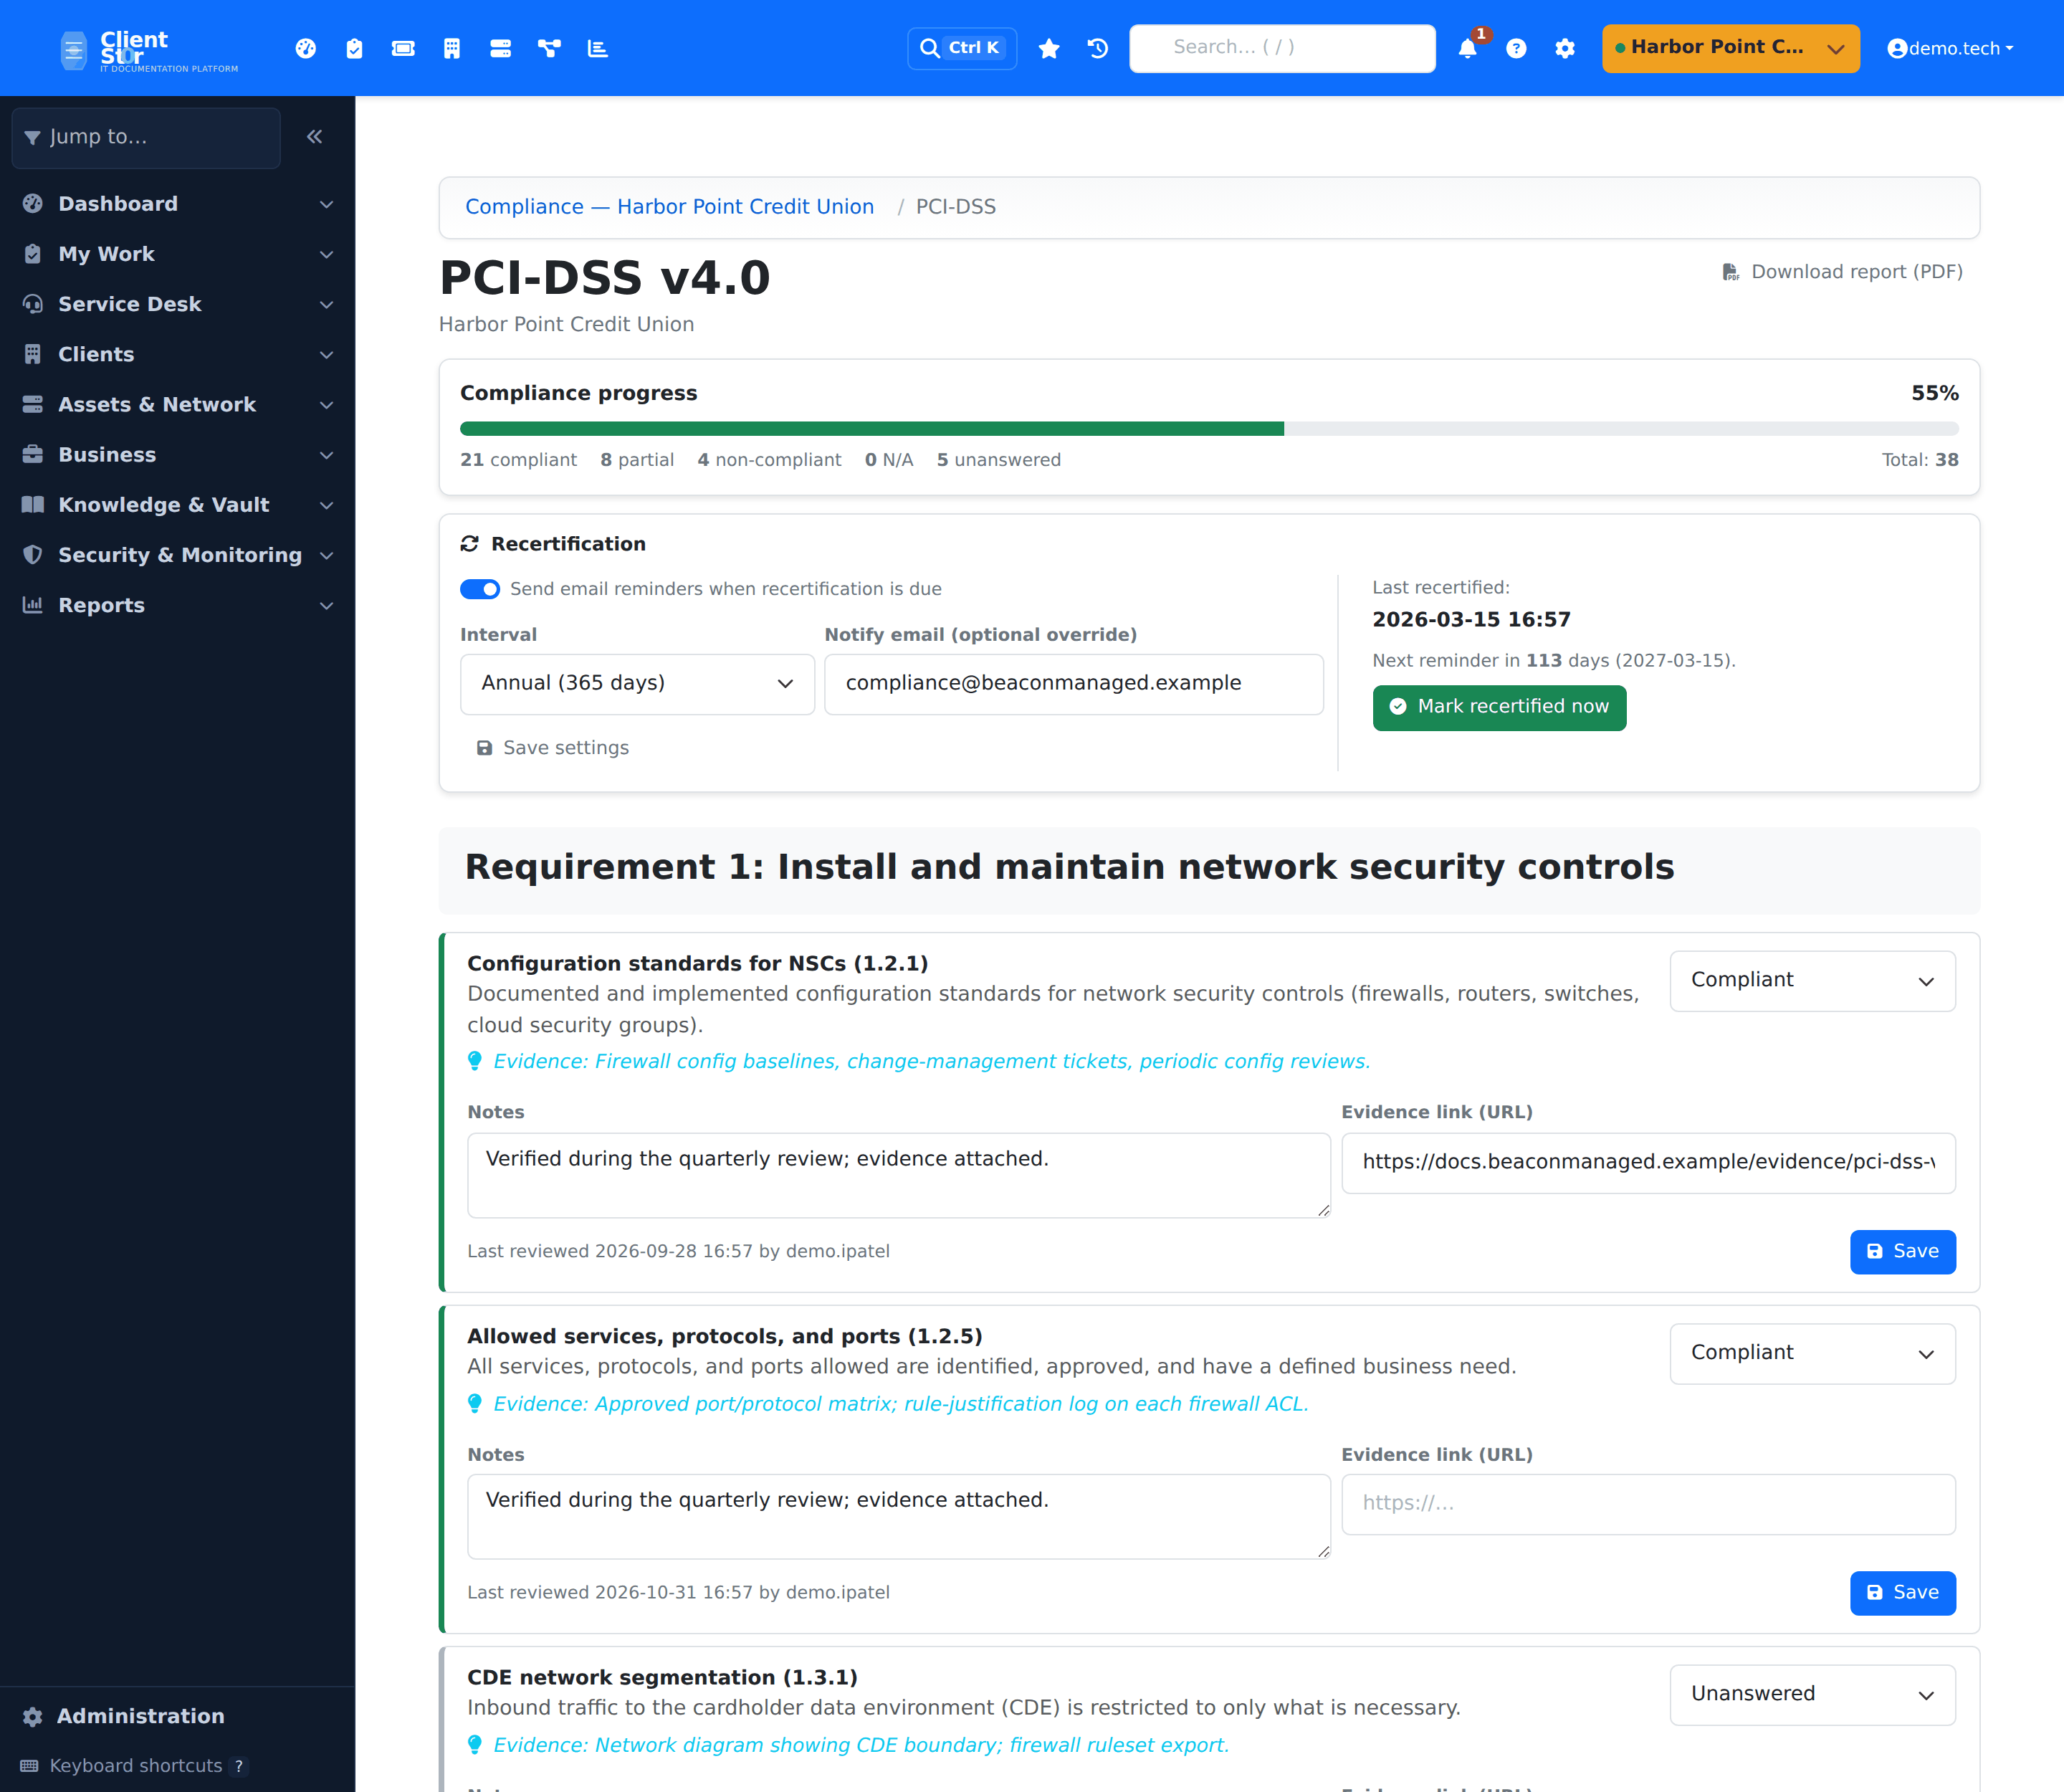 Client
St0r
IT DOCUMENTATION PLATFORM
Ctrl K
Search... ( / )
1
Harbor Point C...
demo.tech
Jump to...
Dashboard
My Work
Service Desk
Clients
Assets & Network
Business
Knowledge & Vault
Security & Monitoring
Reports
Administration
Keyboard shortcuts ?
Compliance — Harbor Point Credit Union / PCI-DSS
PCI-DSS v4.0
Download report (PDF)
Harbor Point Credit Union
Compliance progress 55%
21 compliant 8 partial 4 non-compliant 0 N/A 5 unanswered Total: 38
Recertification
Send email reminders when recertification is due
Interval
Annual (365 days)
Notify email (optional override)
compliance@beaconmanaged.example
Save settings
Last recertified:
2026-03-15 16:57
Next reminder in 113 days (2027-03-15).
Mark recertified now
Requirement 1: Install and maintain network security controls
Configuration standards for NSCs (1.2.1)
Compliant
Documented and implemented configuration standards for network security controls (firewalls, routers, switches,
cloud security groups).
Evidence: Firewall config baselines, change-management tickets, periodic config reviews.
Notes
Verified during the quarterly review; evidence attached.
Evidence link (URL)
https://docs.beaconmanaged.example/evidence/pci-dss-
Last reviewed 2026-09-28 16:57 by demo.ipatel
Save
Allowed services, protocols, and ports (1.2.5)
Compliant
All services, protocols, and ports allowed are identified, approved, and have a defined business need.
Evidence: Approved port/protocol matrix; rule-justification log on each firewall ACL.
Notes
Verified during the quarterly review; evidence attached.
Evidence link (URL)
https://...
Last reviewed 2026-10-31 16:57 by demo.ipatel
Save
CDE network segmentation (1.3.1)
Unanswered
Inbound traffic to the cardholder data environment (CDE) is restricted to only what is necessary.
Evidence: Network diagram showing CDE boundary; firewall ruleset export.